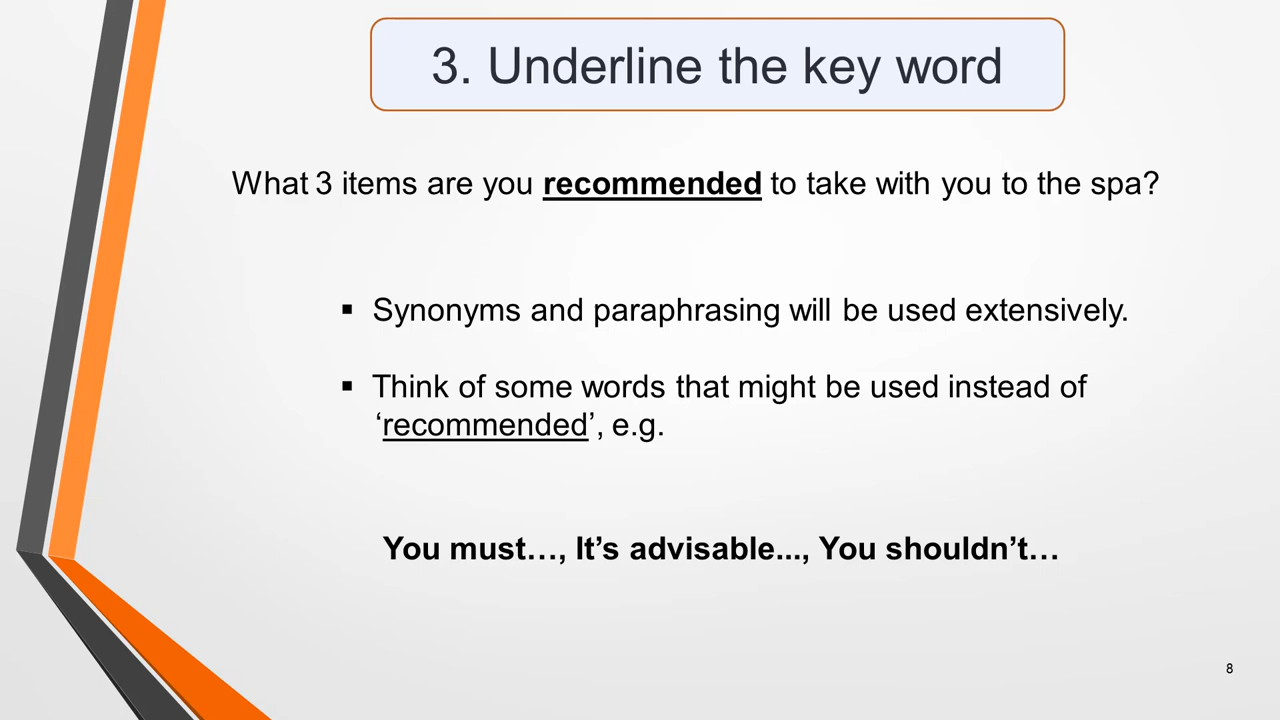 3. Underline the key word
What 3 items are you recommended to take with you to the spa?
▪ Synonyms and paraphrasing will be used extensively.
▪ Think of some words that might be used instead of
‘recommended’, e.g.
You must…, It’s advisable..., You shouldn’t…
8